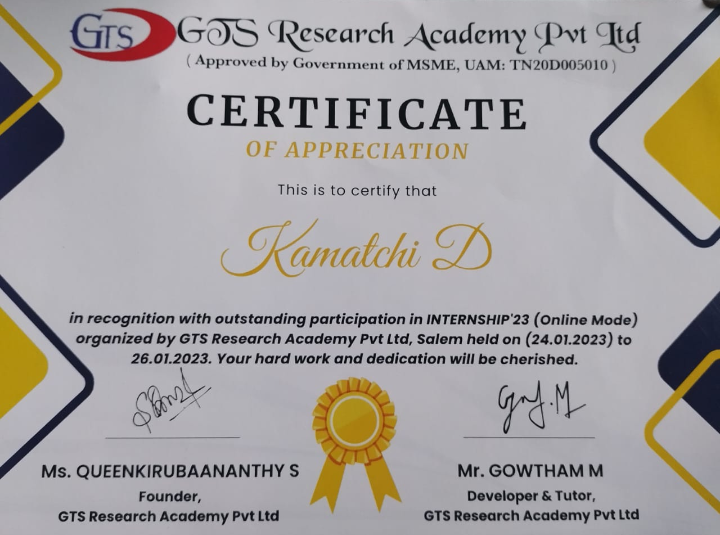 GTS GTS Research Academy Pvt Ltd
( Approved by Government of MSME, UAM: TN20D005010 )
CERTIFICATE
OF APPRECIATION
This is to certify that
Kamatchi D
in recognition with outstanding participation in INTERNSHIP'23 (Online Mode)
organized by GTS Research Academy Pvt Ltd, Salem held on (24.01.2023) to
26.01.2023. Your hard work and dedication will be cherished.
Ms. QUEENKIRUBAANANTHY S
Founder,
GTS Research Academy Pvt Ltd
Mr. GOWTHAM M
Developer & Tutor,
GTS Research Academy Pvt Ltd